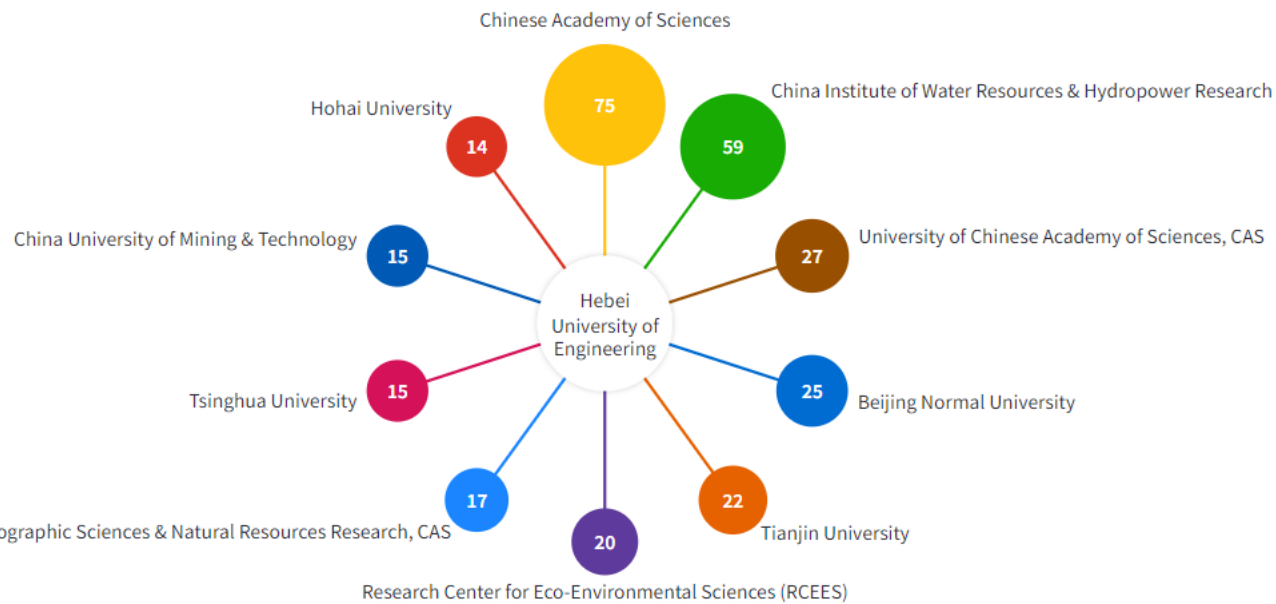 Chinese Academy of Sciences
75
China Institute of Water Resources & Hydropower Research
59
Hohai University
14
University of Chinese Academy of Sciences, CAS
27
China University of Mining & Technology
15
Hebei
University of
Engineering
Tsinghua University
15
25
Beijing Normal University
17
22
ographic Sciences & Natural Resources Research, CAS
20
Tianjin University
Research Center for Eco-Environmental Sciences (RCEES)